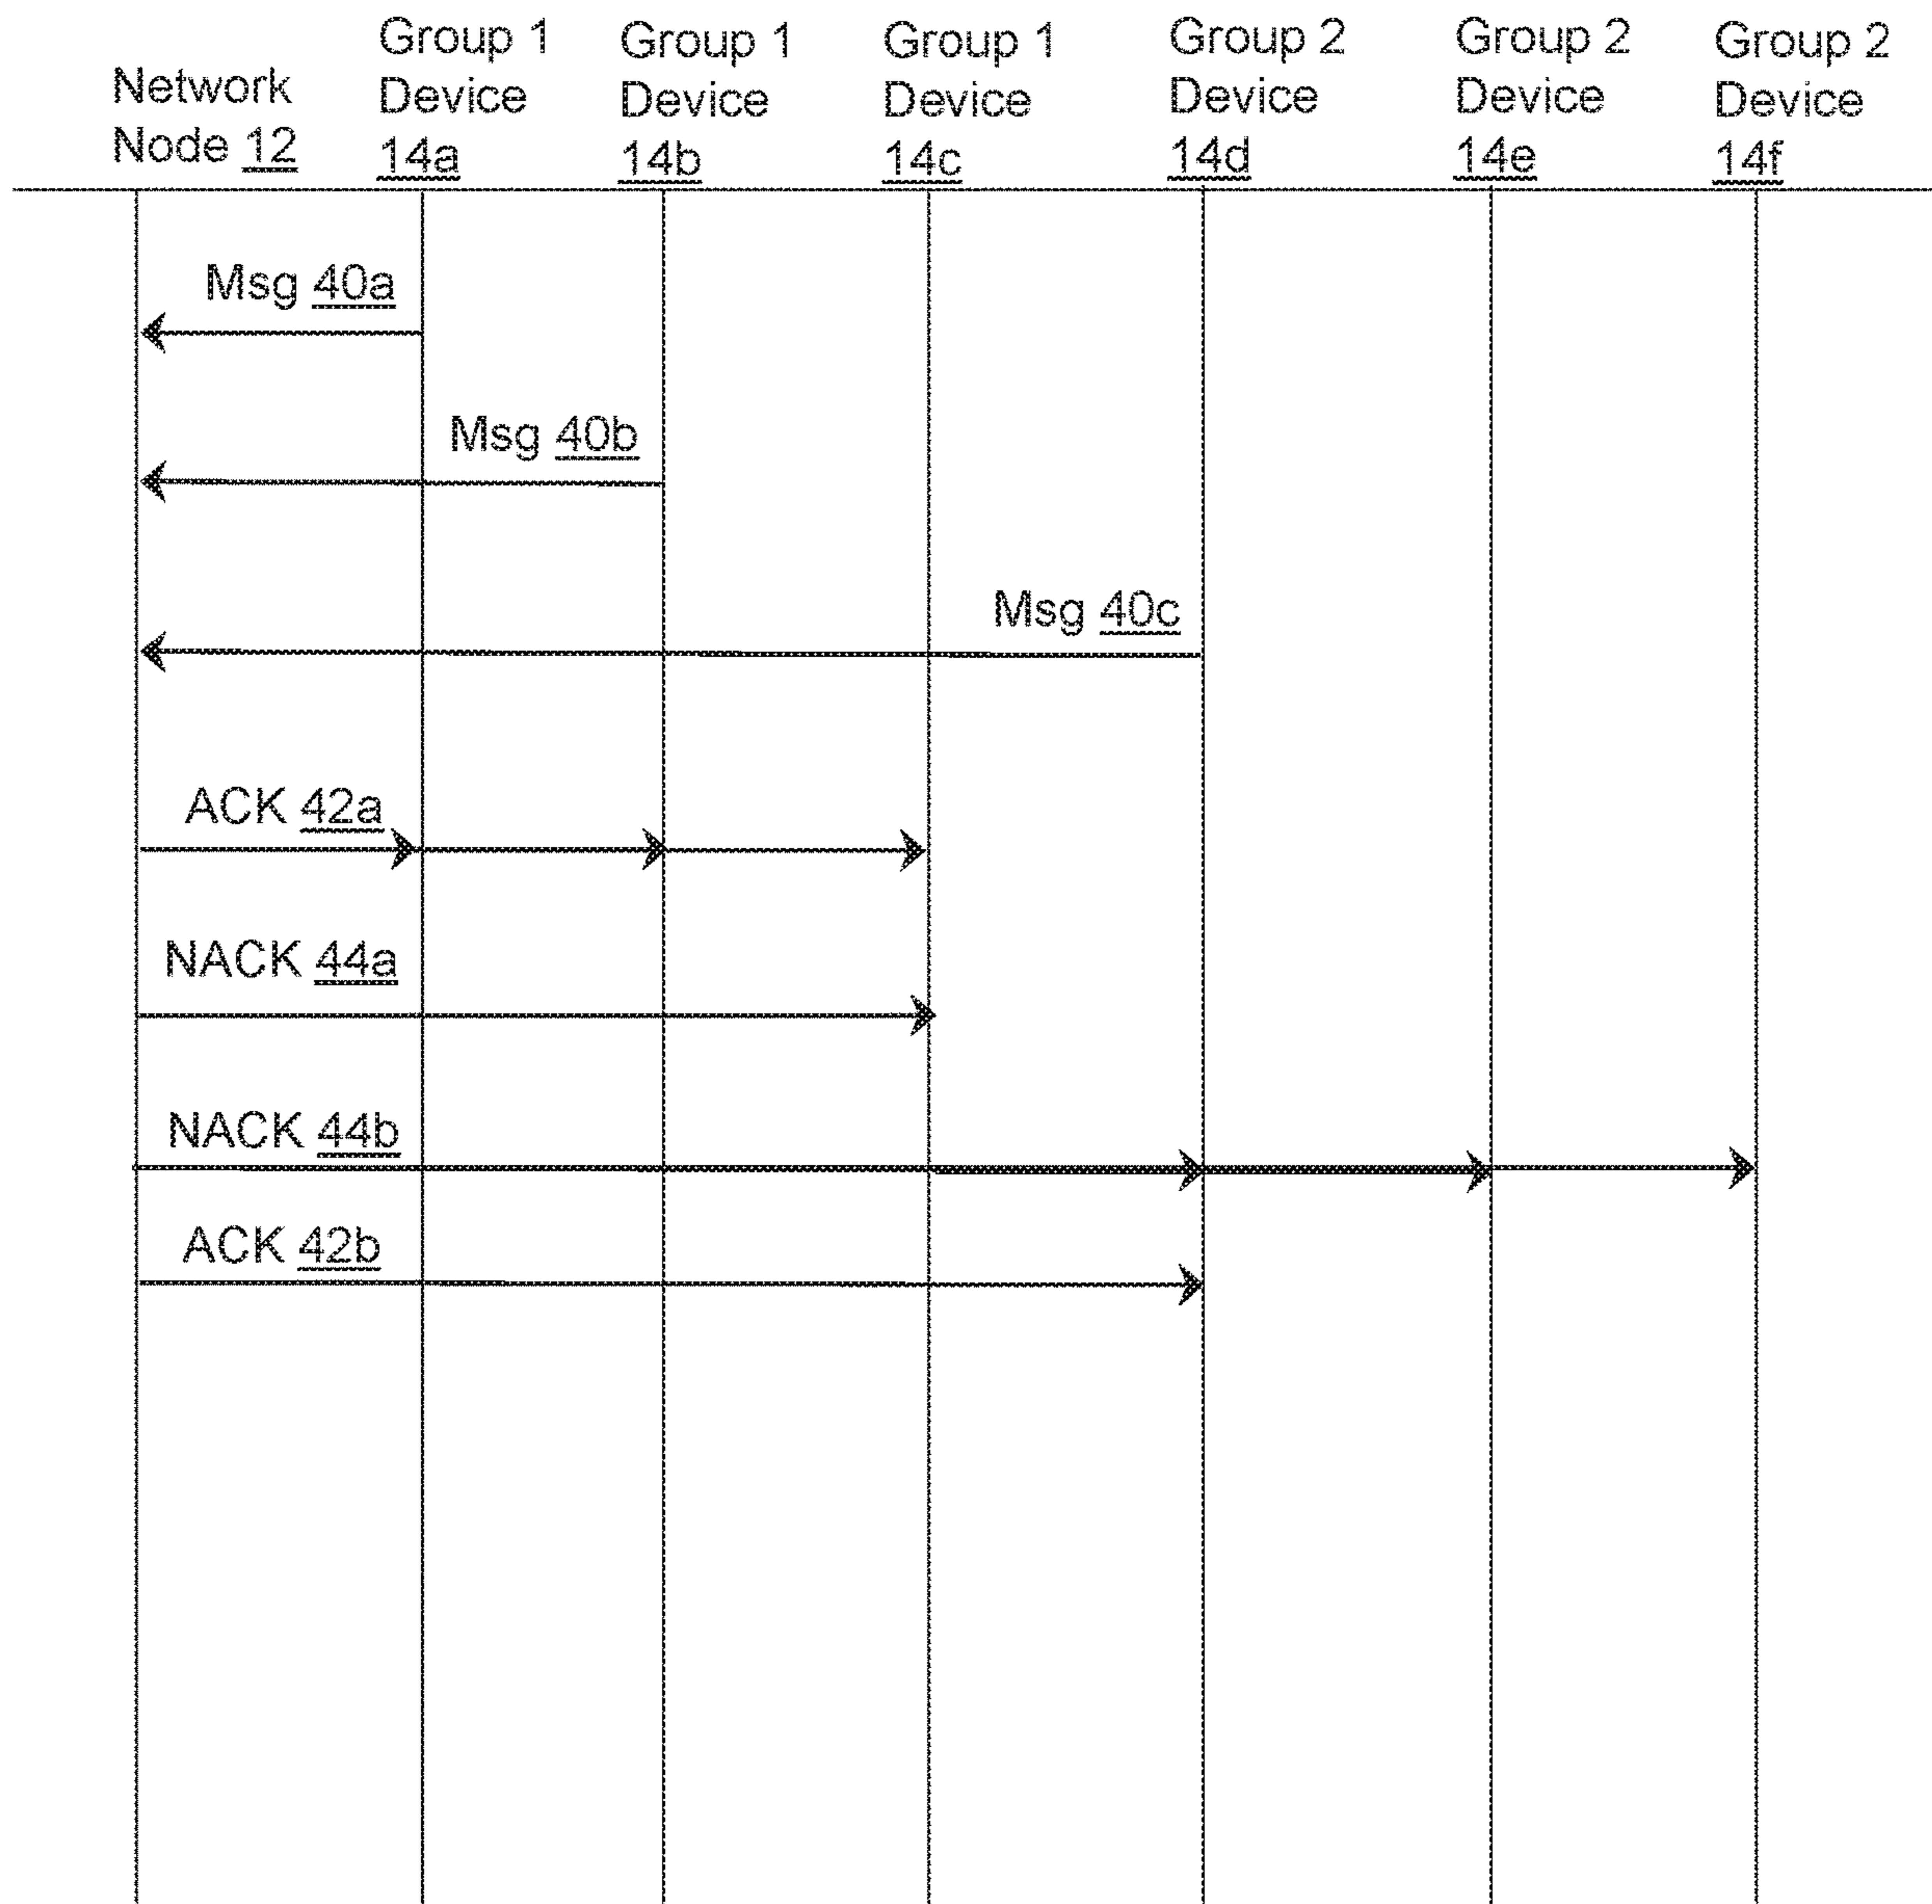 Network
Node 12
Group 1
Device
14a
Group 1
Device
14b
Group 1
Device
14c
Group 2
Device
14d
Group 2
Device
14e
Group 2
Device
14f
Msg 40a
Msg 40b
Msg 40c
ACK 42a
NACK 44a
NACK 44b
ACK 42b